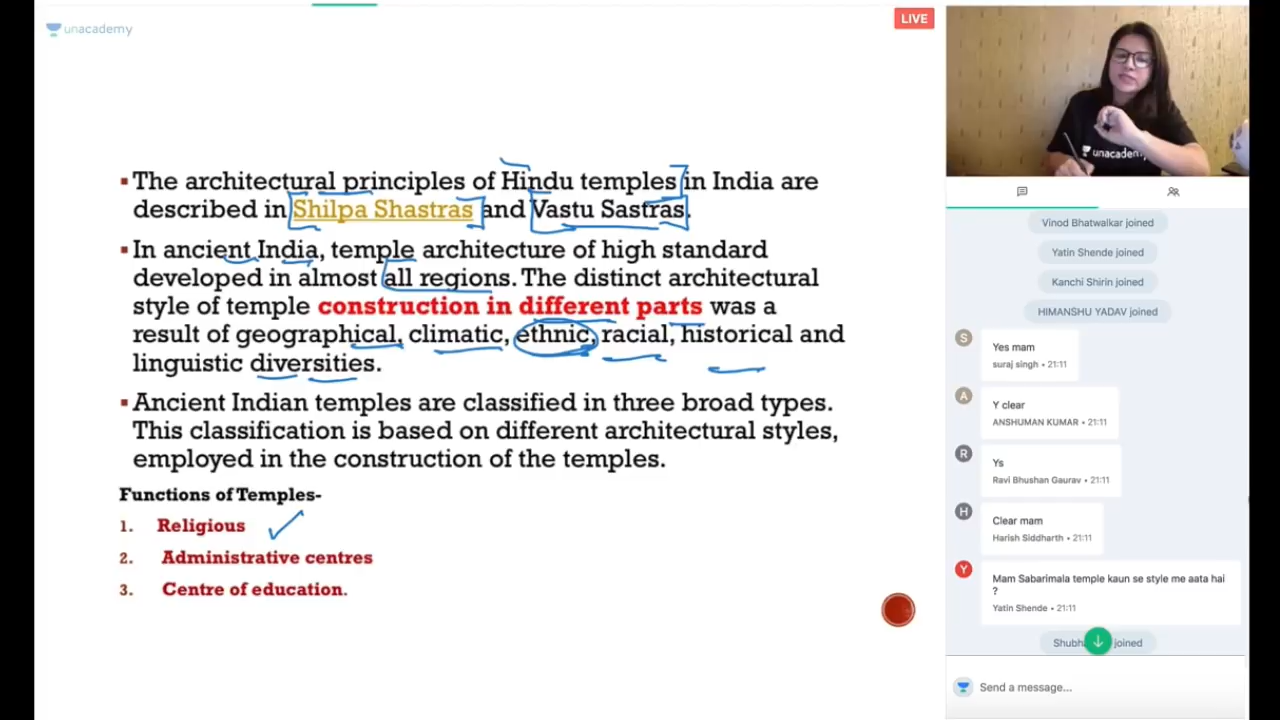 unacademy
LIVE
▪ The architectural principles of Hindu temples in India are
described in Shilpa Shastras and Vastu Sastras.
▪ In ancient India, temple architecture of high standard
developed in almost all regions. The distinct architectural
style of temple construction in different parts was a
result of geographical, climatic, ethnic, racial, historical and
linguistic diversities.
▪ Ancient Indian temples are classified in three broad types.
This classification is based on different architectural styles,
employed in the construction of the temples.
Functions of Temples-
1. Religious
2. Administrative centres
3. Centre of education.
unacademy
Vinod Bhatwalkar joined
Yatin Shende joined
Kanchi Shirin joined
HIMANSHU YADAV joined
S
Yes mam
suraj singh • 21:11
A
Y clear
ANSHUMAN KUMAR • 21:11
R
Ys
Ravi Bhushan Gaurav • 21:11
H
Clear mam
Harish Siddharth • 21:11
Y
Mam Sabarimala temple kaun se style me aata hai
?
Yatin Shende • 21:11
joined
Send a message...